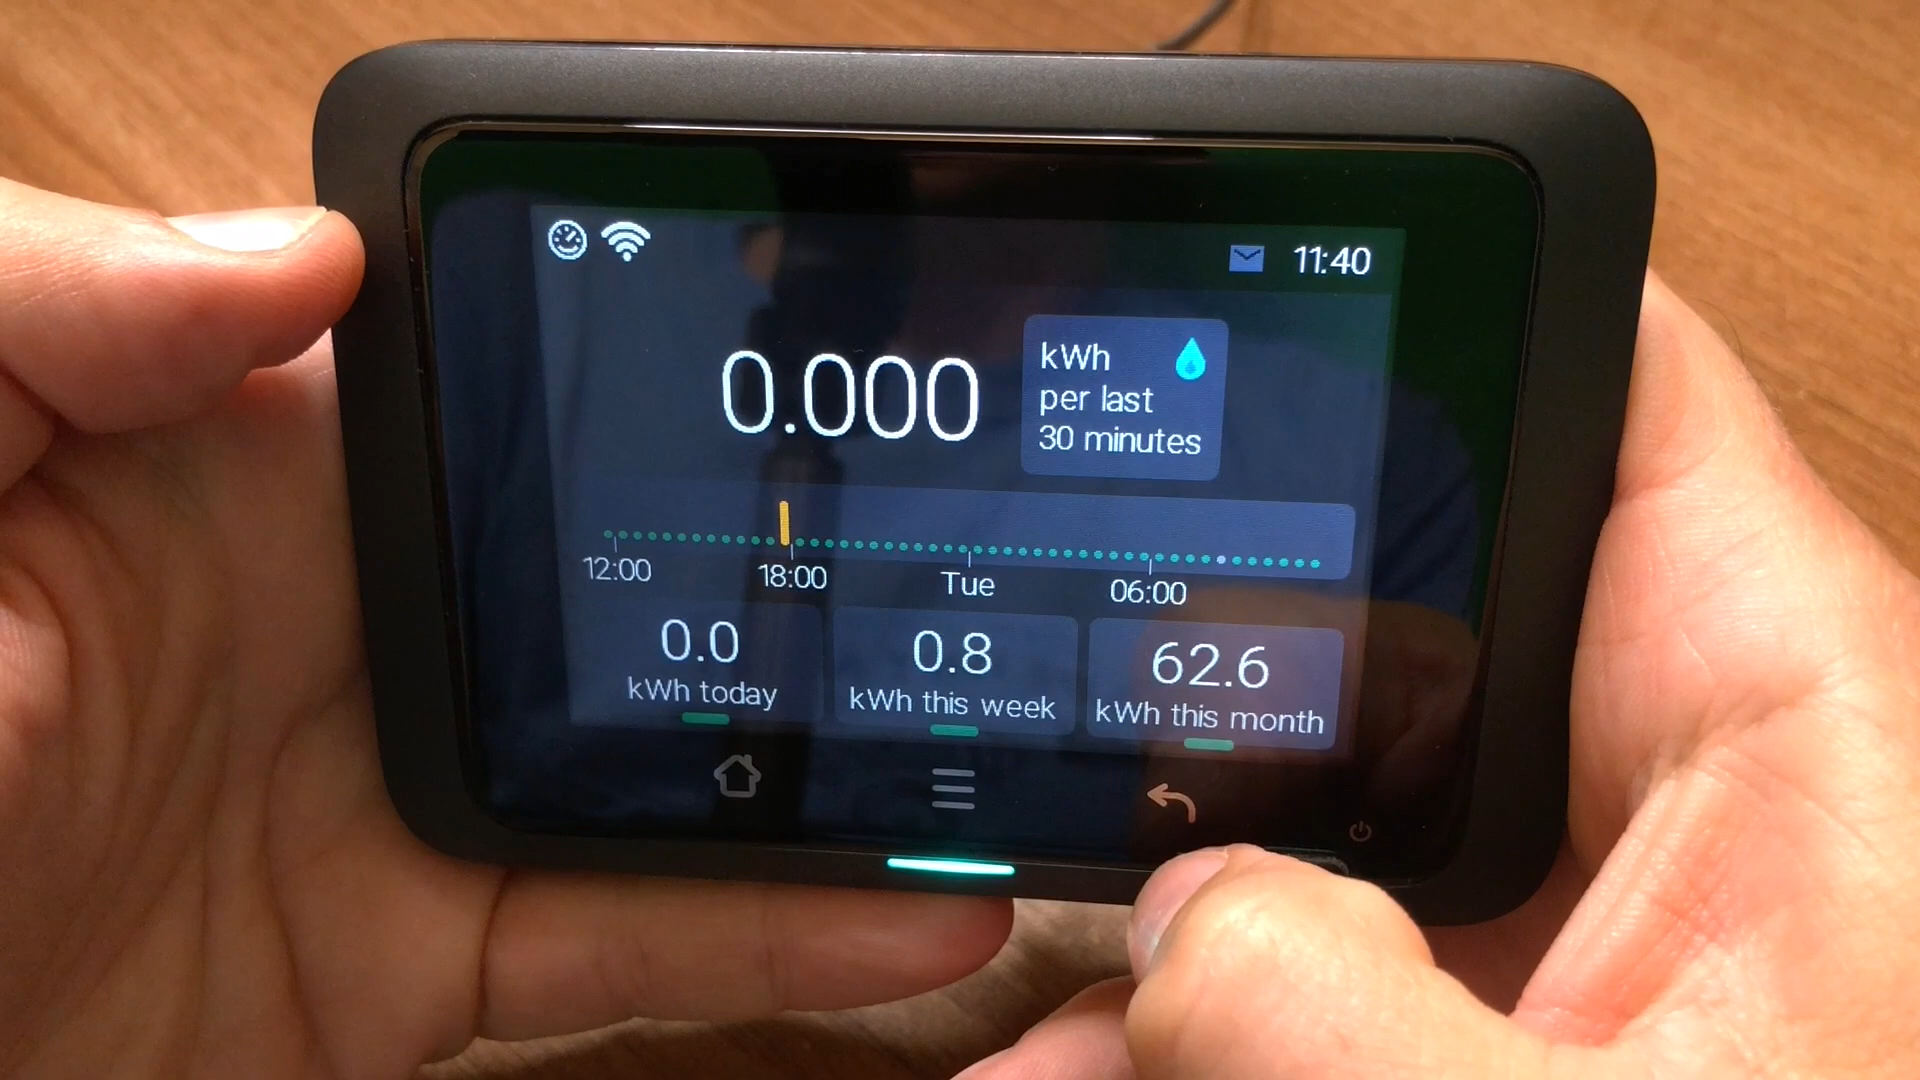 11:40
0.000
kWh
per last
30 minutes
12:00
18:00
Tue
06:00
0.0
kWh today
0.8
kWh this week
62.6
kWh this month